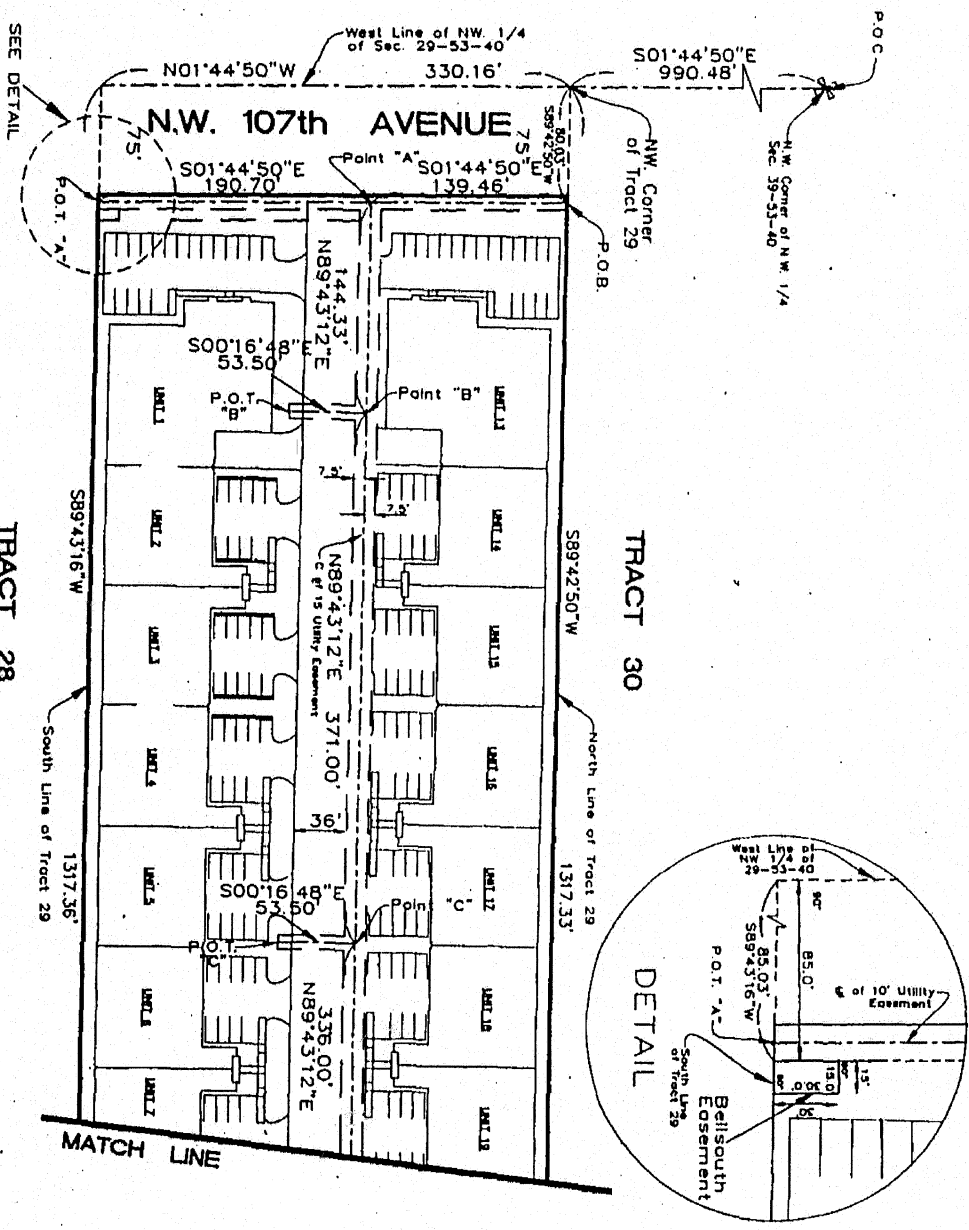 P.O.C
N.W. Corner of N.W. 1/4
Sec. 39-53-40
S01°44'50"E
990.48'
West Line of NW. 1/4
of Sec. 29-53-40
N01°44'50"W
330.16'
SEE DETAIL
N.W. 107th AVENUE
75'
75'
80.03'
S89°42'50"W
NW. Corner
of Tract 29
P.O.B.
Point "A"
S01°44'50"E
190.70'
S01°44'50"E
139.46'
P.O.T. "A"
144.33'
N89°43'12"E
S00°16'48"E
53.50'
P.O.T.
"B"
Point "B"
UNIT 1
UNIT 13
7.5'
7.5'
UNIT 2
UNIT 14
S89°43'16"W
S89°42'50"W
TRACT 28
TRACT 30
N89°43'12"E 371.00'
C of 15 Utility Easement
UNIT 3
UNIT 15
South Line of Tract 29
North Line of Tract 29
UNIT 4
UNIT 16
36'
1317.36'
1317.33'
UNIT 5
UNIT 17
S00°16'48"E
53.50'
Point "C"
P.O.T.
"C"
UNIT 6
UNIT 18
336.00'
N89°43'12"E
UNIT 7
UNIT 19
MATCH LINE
West Line of
NW 1/4 of
29-53-40
90°
85.0'
85.03'
S89°43'16"W
P.O.T. "A"
℄ of 10' Utility
Easement
15'
90°
15.0
30.0'
90°
30
South Line
of Tract 29
Bellsouth
Easement
DETAIL